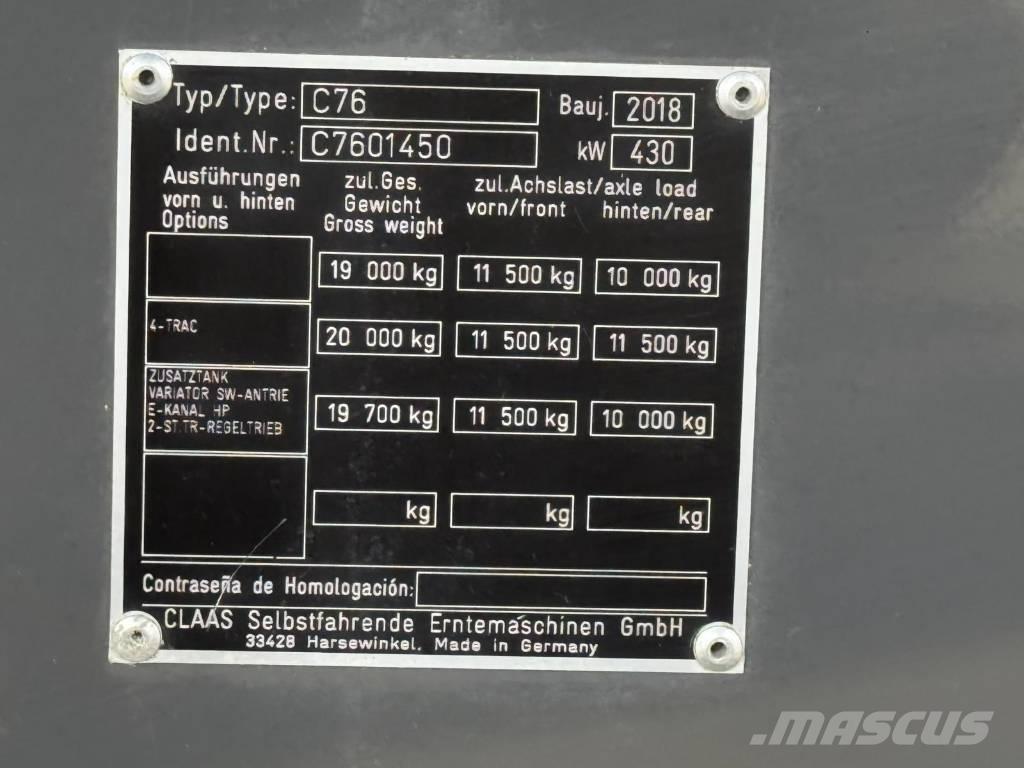 Typ/Type: C76 Bauj. 2018
Ident.Nr.: C7601450 kW 430
Ausführungen zul.Ges. zul.Achslast/axle load
vorn u. hinten Gewicht vorn/front hinten/rear
Options Gross weight
19 000 kg 11 500 kg 10 000 kg
4-TRAC 20 000 kg 11 500 kg 11 500 kg
ZUSATZTANK
VARIATOR SW-ANTRIE
E-KANAL HP 19 700 kg 11 500 kg 10 000 kg
2-ST.TR-REGELTRIEB
kg kg kg
Contraseña de Homologación:
CLAAS Selbstfahrende Erntemaschinen GmbH
33428 Harsewinkel. Made in Germany
MASCUS